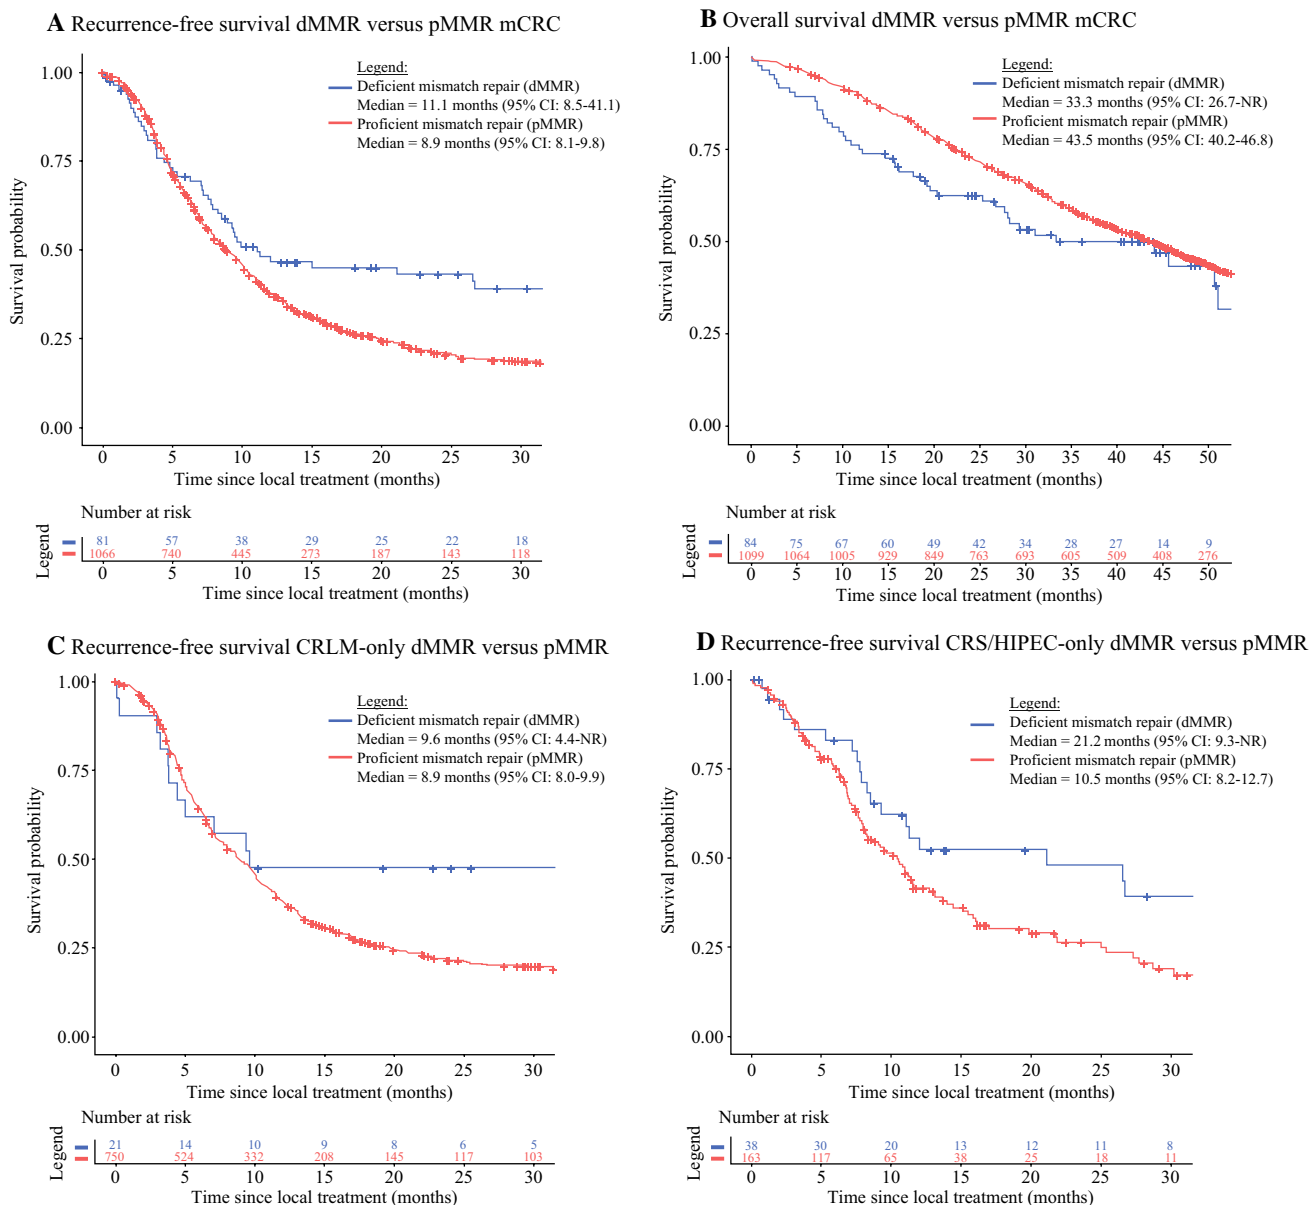 A Recurrence-free survival dMMR versus pMMR mCRC
Legend:
Deficient mismatch repair (dMMR)
Median = 11.1 months (95% CI: 8.5-41.1)
Proficient mismatch repair (pMMR)
Median = 8.9 months (95% CI: 8.1-9.8)
Survival probability
1.00
0.75
0.50
0.25
0.00
0 5 10 15 20 25 30
Time since local treatment (months)
Number at risk
Legend
81 57 38 29 25 22 18
1066 740 445 273 187 143 118
0 5 10 15 20 25 30
Time since local treatment (months)
B Overall survival dMMR versus pMMR mCRC
Legend:
Deficient mismatch repair (dMMR)
Median = 33.3 months (95% CI: 26.7-NR)
Proficient mismatch repair (pMMR)
Median = 43.5 months (95% CI: 40.2-46.8)
Survival probability
1.00
0.75
0.50
0.25
0.00
0 5 10 15 20 25 30 35 40 45 50
Time since local treatment (months)
Number at risk
Legend
84 75 67 60 49 42 34 28 27 14 9
1099 1064 1005 929 849 763 693 605 509 408 276
0 5 10 15 20 25 30 35 40 45 50
Time since local treatment (months)
C Recurrence-free survival CRLM-only dMMR versus pMMR
Legend:
Deficient mismatch repair (dMMR)
Median = 9.6 months (95% CI: 4.4-NR)
Proficient mismatch repair (pMMR)
Median = 8.9 months (95% CI: 8.0-9.9)
Survival probability
1.00
0.75
0.50
0.25
0.00
0 5 10 15 20 25 30
Time since local treatment (months)
Number at risk
Legend
21 14 10 9 8 6 5
750 524 332 208 145 117 103
0 5 10 15 20 25 30
Time since local treatment (months)
D Recurrence-free survival CRS/HIPEC-only dMMR versus pMMR
Legend:
Deficient mismatch repair (dMMR)
Median = 21.2 months (95% CI: 9.3-NR)
Proficient mismatch repair (pMMR)
Median = 10.5 months (95% CI: 8.2-12.7)
Survival probability
1.00
0.75
0.50
0.25
0.00
0 5 10 15 20 25 30
Time since local treatment (months)
Number at risk
Legend
38 30 20 13 12 11 8
163 117 65 38 25 18 11
0 5 10 15 20 25 30
Time since local treatment (months)